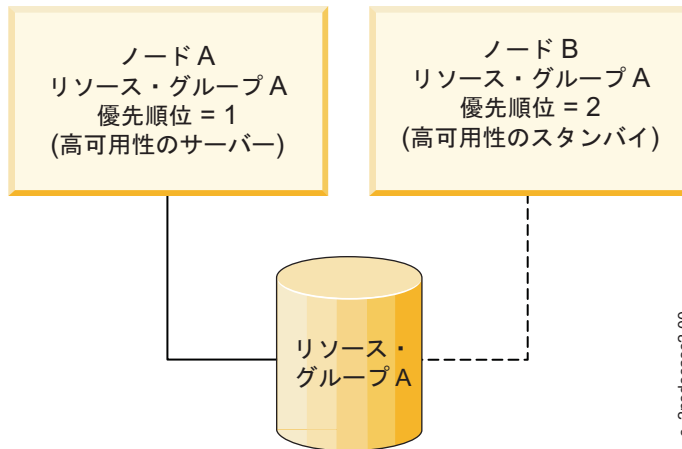 ノード A
リソース・グループ A
優先順位 = 1
(高可用性のサーバー)
ノード B
リソース・グループ A
優先順位 = 2
(高可用性のスタンバイ)
リソース・
グループ A